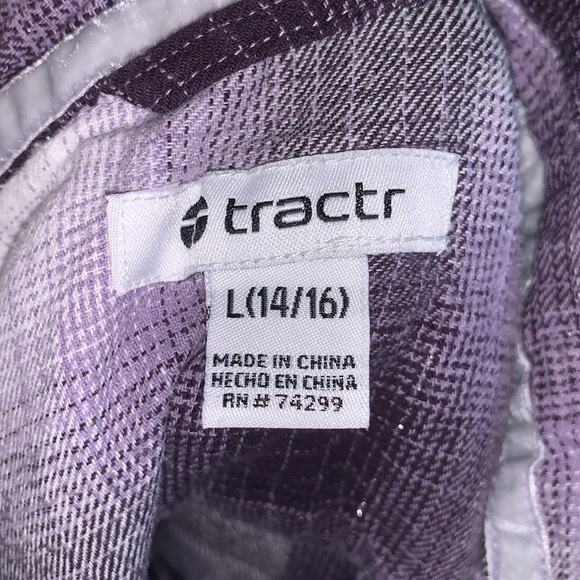 tractr
L(14/16)
MADE IN CHINA
HECHO EN CHINA
RN# 74299